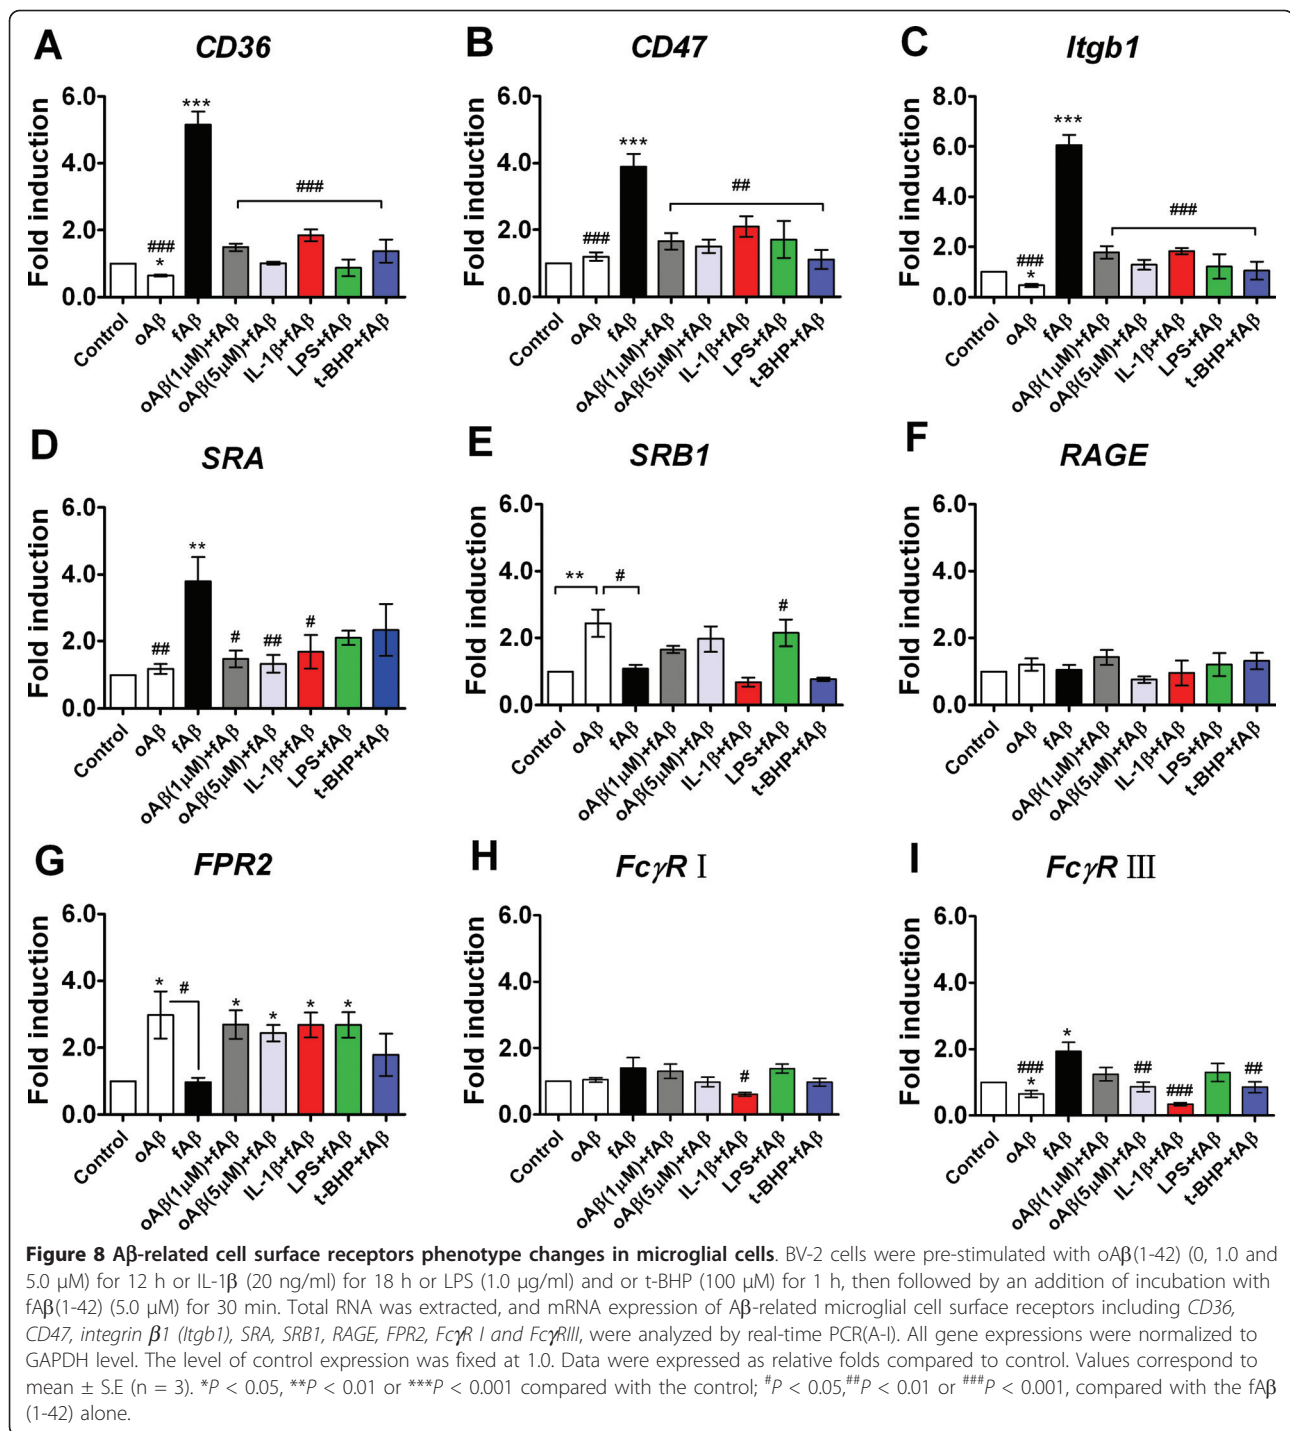 A CD36
Fold induction
6.0
4.0
2.0
0.0
***
###
*
###
Control
oAβ
fAβ
oAβ(1μM)+fAβ
oAβ(5μM)+fAβ
IL-1β+fAβ
LPS+fAβ
t-BHP+fAβ
B CD47
Fold induction
6.0
4.0
2.0
0.0
***
###
##
Control
oAβ
fAβ
oAβ(1μM)+fAβ
oAβ(5μM)+fAβ
IL-1β+fAβ
LPS+fAβ
t-BHP+fAβ
C Itgb1
Fold induction
8.0
6.0
4.0
2.0
0.0
***
###
*
###
Control
oAβ
fAβ
oAβ(1μM)+fAβ
oAβ(5μM)+fAβ
IL-1β+fAβ
LPS+fAβ
t-BHP+fAβ
D SRA
Fold induction
6.0
4.0
2.0
0.0
##
**
#
##
#
Control
oAβ
fAβ
oAβ(1μM)+fAβ
oAβ(5μM)+fAβ
IL-1β+fAβ
LPS+fAβ
t-BHP+fAβ
E SRB1
Fold induction
6.0
4.0
2.0
0.0
**
#
#
Control
oAβ
fAβ
oAβ(1μM)+fAβ
oAβ(5μM)+fAβ
IL-1β+fAβ
LPS+fAβ
t-BHP+fAβ
F RAGE
Fold induction
6.0
4.0
2.0
0.0
Control
oAβ
fAβ
oAβ(1μM)+fAβ
oAβ(5μM)+fAβ
IL-1β+fAβ
LPS+fAβ
t-BHP+fAβ
G FPR2
Fold induction
6.0
4.0
2.0
0.0
*
#
*
*
*
*
Control
oAβ
fAβ
oAβ(1μM)+fAβ
oAβ(5μM)+fAβ
IL-1β+fAβ
LPS+fAβ
t-BHP+fAβ
H FcγR I
Fold induction
6.0
4.0
2.0
0.0
#
Control
oAβ
fAβ
oAβ(1μM)+fAβ
oAβ(5μM)+fAβ
IL-1β+fAβ
LPS+fAβ
t-BHP+fAβ
I FcγR III
Fold induction
6.0
4.0
2.0
0.0
###
*
*
##
###
##
Control
oAβ
fAβ
oAβ(1μM)+fAβ
oAβ(5μM)+fAβ
IL-1β+fAβ
LPS+fAβ
t-BHP+fAβ
Figure 8 Aβ-related cell surface receptors phenotype changes in microglial cells. BV-2 cells were pre-stimulated with oAβ(1-42) (0, 1.0 and
5.0 μM) for 12 h or IL-1β (20 ng/ml) for 18 h or LPS (1.0 μg/ml) and or t-BHP (100 μM) for 1 h, then followed by an addition of incubation with
fAβ(1-42) (5.0 μM) for 30 min. Total RNA was extracted, and mRNA expression of Aβ-related microglial cell surface receptors including CD36,
CD47, integrin β1 (Itgb1), SRA, SRB1, RAGE, FPR2, FcγR I and FcγRIII, were analyzed by real-time PCR(A-I). All gene expressions were normalized to
GAPDH level. The level of control expression was fixed at 1.0. Data were expressed as relative folds compared to control. Values correspond to
mean ± S.E (n = 3). *P < 0.05, **P < 0.01 or ***P < 0.001 compared with the control; #P < 0.05,##P < 0.01 or ###P < 0.001, compared with the fAβ
(1-42) alone.